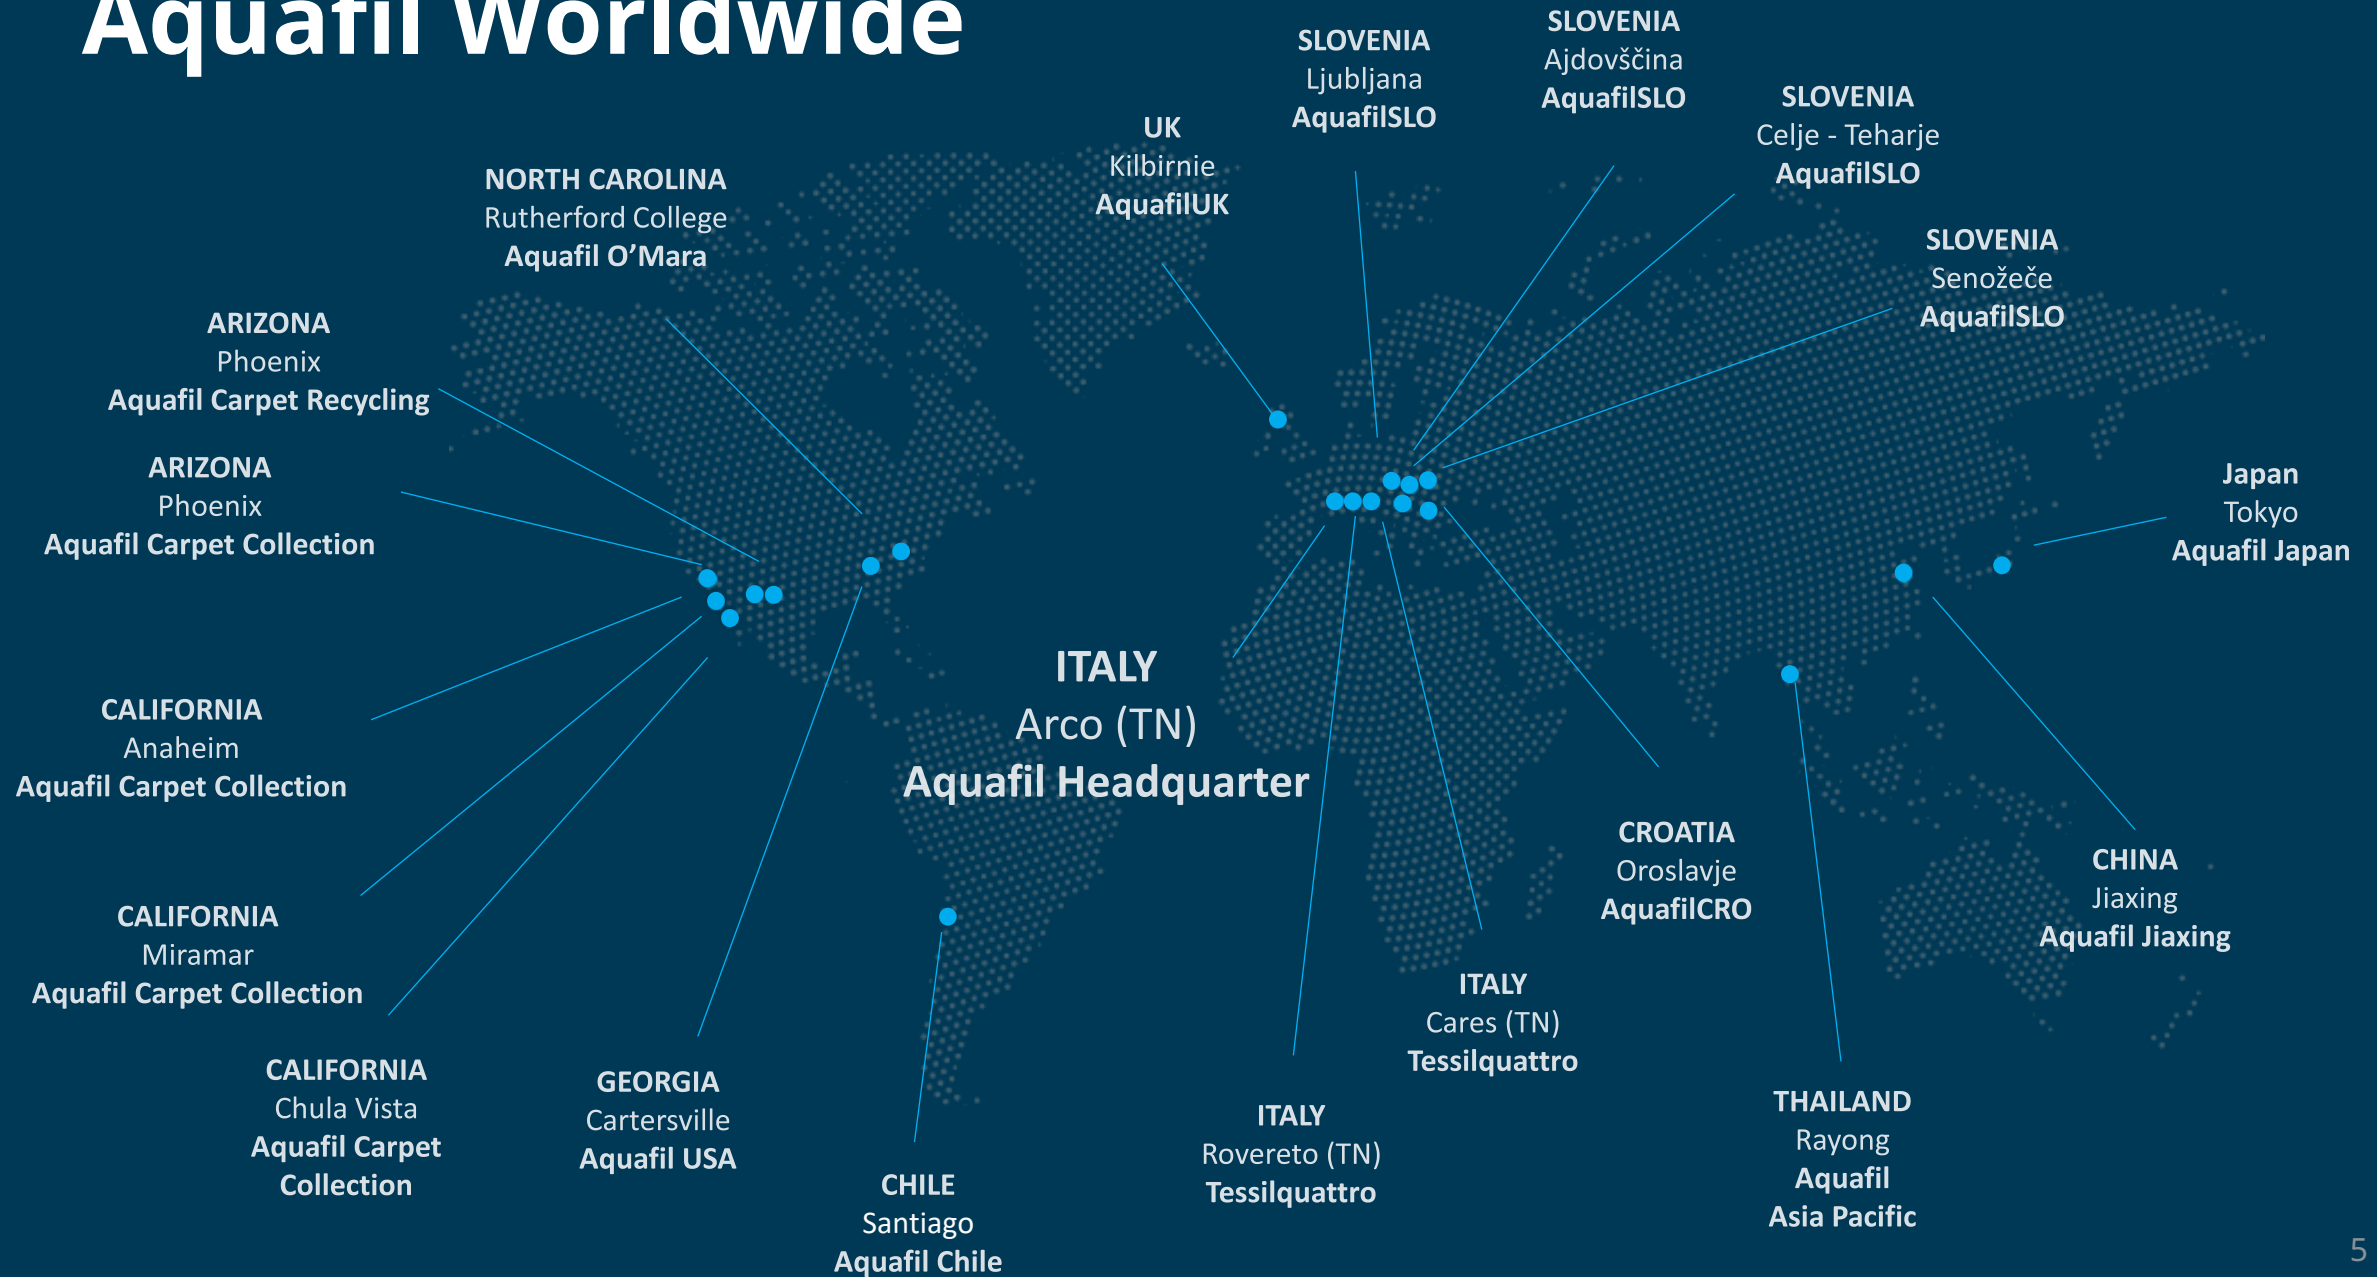 Aquafil Worldwide
SLOVENIA
Ljubljana
AquafilSLO
SLOVENIA
Ajdovščina
AquafilSLO
SLOVENIA
Celje - Teharje
AquafilSLO
UK
Kilbirnie
AquafilUK
NORTH CAROLINA
Rutherford College
Aquafil O’Mara
SLOVENIA
Senožeče
AquafilSLO
ARIZONA
Phoenix
Aquafil Carpet Recycling
ARIZONA
Phoenix
Aquafil Carpet Collection
Japan
Tokyo
Aquafil Japan
ITALY
Arco (TN)
Aquafil Headquarter
CALIFORNIA
Anaheim
Aquafil Carpet Collection
CROATIA
Oroslavje
AquafilCRO
CHINA
Jiaxing
Aquafil Jiaxing
CALIFORNIA
Miramar
Aquafil Carpet Collection
ITALY
Cares (TN)
Tessilquattro
CALIFORNIA
Chula Vista
Aquafil Carpet
Collection
GEORGIA
Cartersville
Aquafil USA
CHILE
Santiago
Aquafil Chile
ITALY
Rovereto (TN)
Tessilquattro
THAILAND
Rayong
Aquafil
Asia Pacific
5